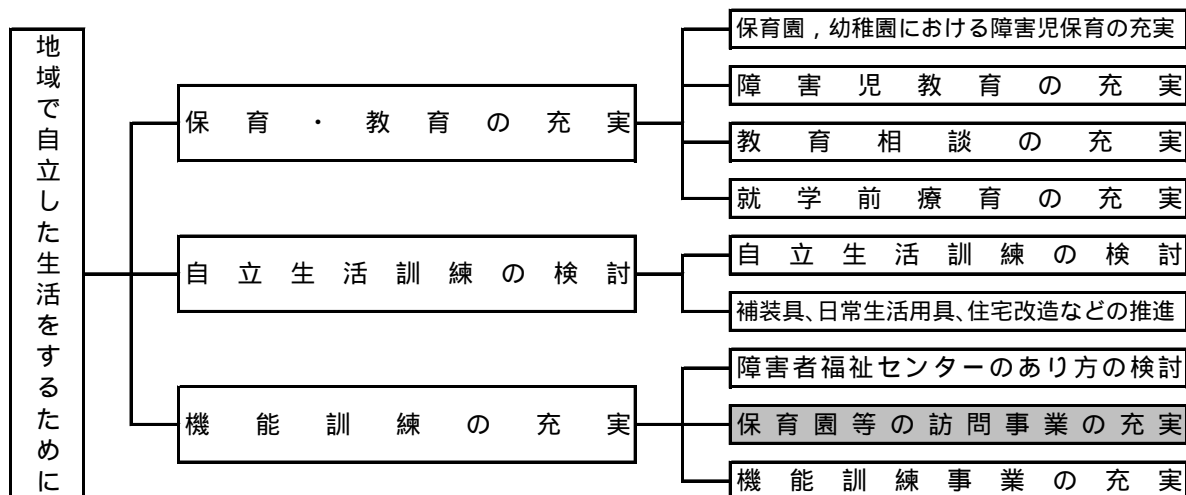 地域で自立した生活をするために
保育・教育の充実
保育園，幼稚園における障害児保育の充実
障害児教育の充実
教育相談の充実
就学前療育の充実
自立生活訓練の検討
自立生活訓練の検討
補装具、日常生活用具、住宅改造などの推進
機能訓練の充実
障害者福祉センターのあり方の検討
保育園等の訪問事業の充実
機能訓練事業の充実